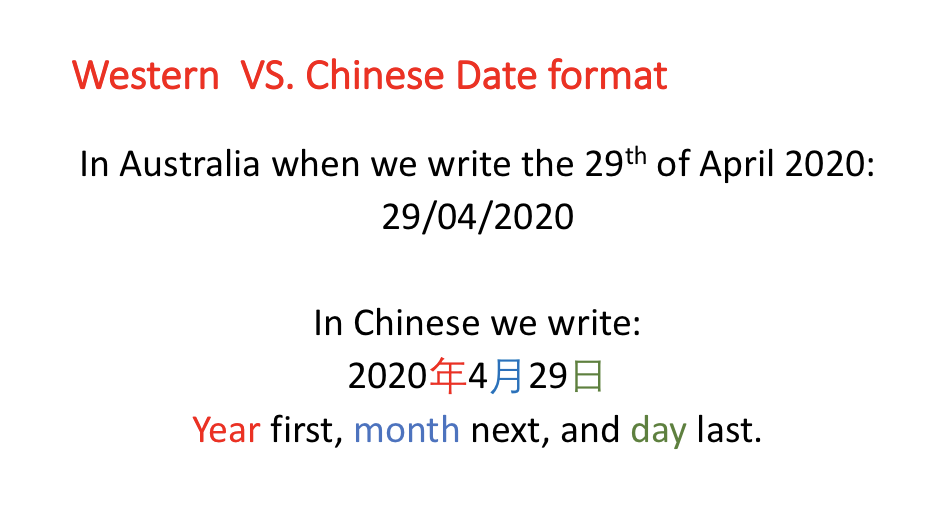 Western  VS. Chinese Date format
In Australia when we write the 29th of April 2020:
29/04/2020
In Chinese we write:
2020年4月29日
Year first, month next, and day last.